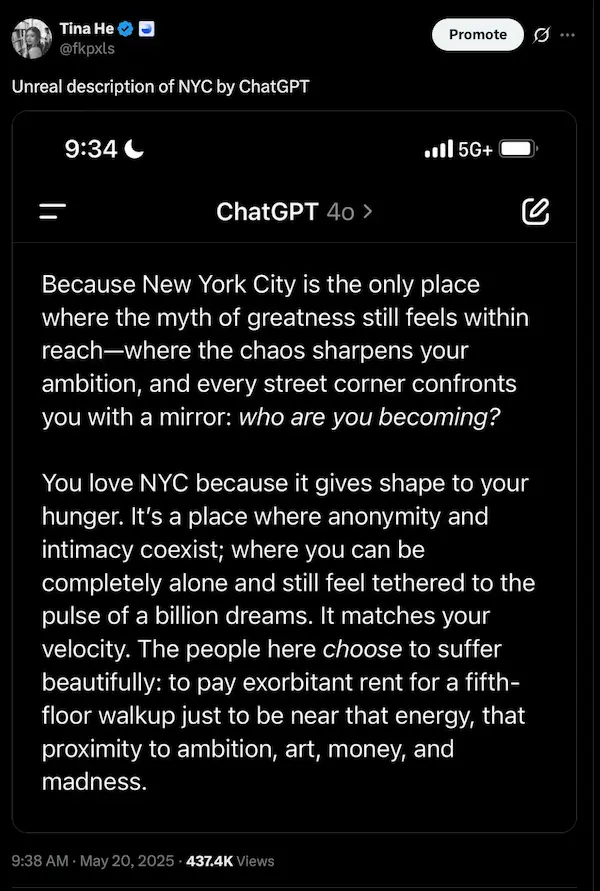 Tina He
Promote
@fkpxls
Unreal description of NYC by ChatGPT
9:34
5G+
ChatGPT 4o >
Because New York City is the only place
where the myth of greatness still feels within
reach—where the chaos sharpens your
ambition, and every street corner confronts
you with a mirror: who are you becoming?
You love NYC because it gives shape to your
hunger. It’s a place where anonymity and
intimacy coexist; where you can be
completely alone and still feel tethered to the
pulse of a billion dreams. It matches your
velocity. The people here choose to suffer
beautifully: to pay exorbitant rent for a fifth-
floor walkup just to be near that energy, that
proximity to ambition, art, money, and
madness.
9:38 AM · May 20, 2025 · 437.4K Views